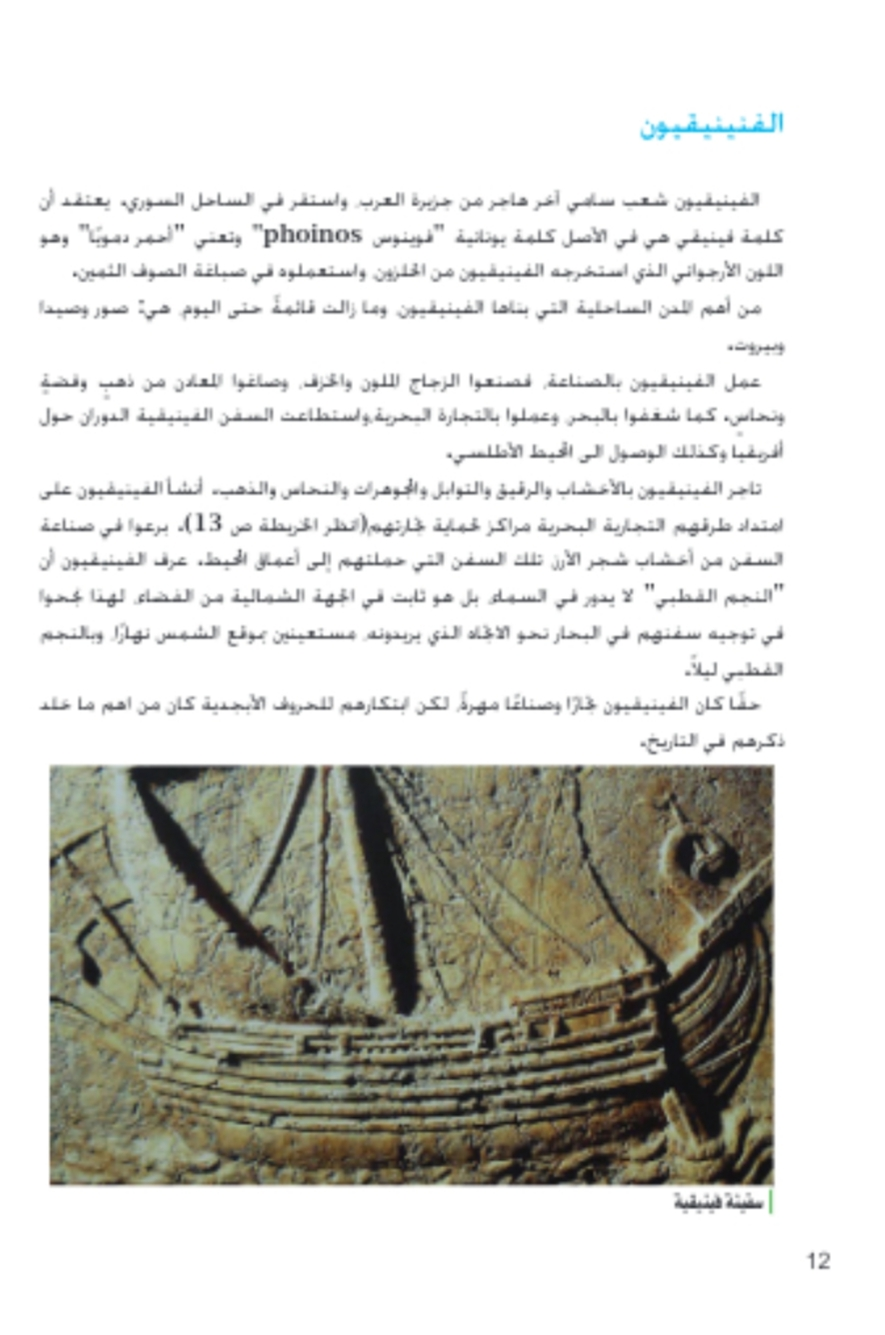 الفنينيقيون
الفينيقيون شعب سامي آخر هاجر من جزيرة العرب، واستقر في الساحل السوري. يعتقد أن
كلمة فينيقي هي في الأصل كلمة يونانية "فوينوس phoinos" وتعني "أحمر دمويًا" وهو
اللون الأرجواني الذي استخرجه الفينيقيون من الحلزون، واستعملوه في صباغة الصوف الثمين.
من أهم المدن الساحلية التي بناها الفينيقيون، وما زالت قائمةً حتى اليوم، هي: صور وصيدا
وبيروت.
عمل الفينيقيون بالصناعة، فصنعوا الزجاج الملون والخزف، وصاغوا المعادن من ذهبٍ وفضةٍ
ونحاسٍ. كما شغفوا بالبحر، وعملوا بالتجارة البحرية،واستطاعت السفن الفينيقية الدوران حول
أفريقيا وكذلك الوصول الى المحيط الأطلسي.
تاجر الفينيقيون بالأخشاب والرقيق والتوابل والمجوهرات والنحاس والذهب. أنشأ الفينيقيون على
امتداد طرقهم التجارية البحرية مراكز لحماية تجارتهم(انظر الخريطة ص 13). برعوا في صناعة
السفن من أخشاب شجر الأرز، تلك السفن التي حملتهم إلى أعماق المحيط. عرف الفينيقيون أن
"النجم القطبي" لا يدور في السماء، بل هو ثابت في الجهة الشمالية من الفضاء، لهذا نجحوا
في توجيه سفنهم في البحار نحو الاتجاه الذي يريدونه، مستعينين بموقع الشمس نهارًا، وبالنجم
القطبي ليلاً.
حقًا كان الفينيقيون تجارًا وصناعًا مهرةً، لكن ابتكارهم للحروف الأبجدية كان من اهم ما خلد
ذكرهم في التاريخ.
سفينة فينيقية
12